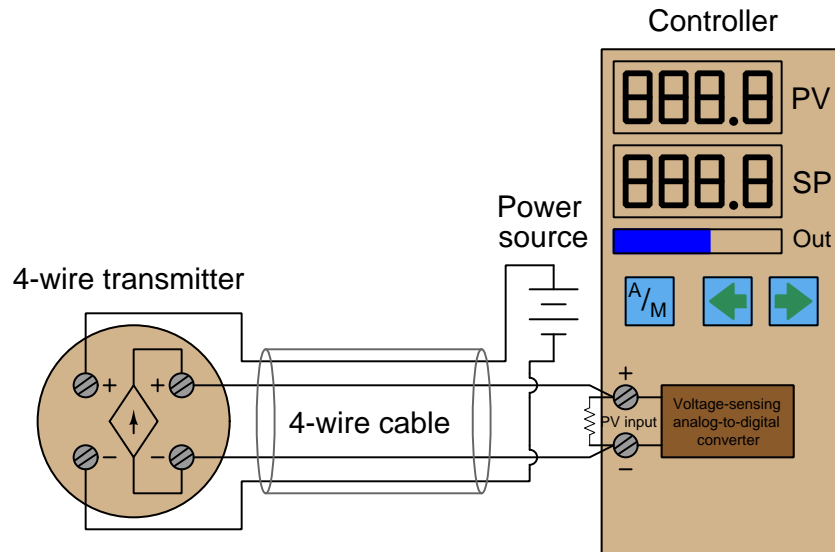 Controller
888.8
PV
888.8
SP
Power
source
Out
4-wire transmitter
A/M
+
+
+
4-wire cable
PV input
Voltage-sensing
analog-to-digital
converter
−
−
−